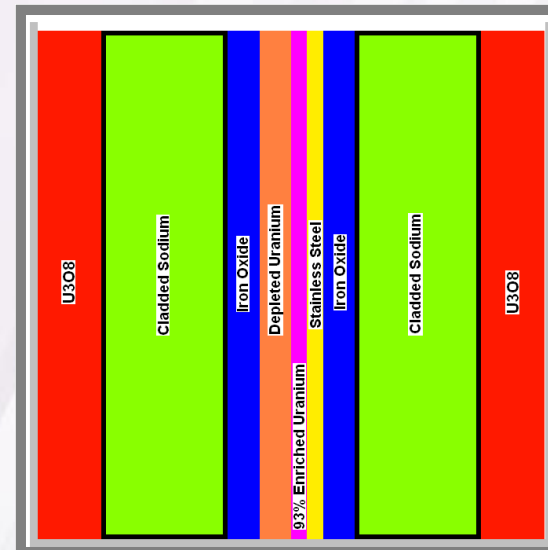 U3O8
Cladded Sodium
Iron Oxide
Depleted Uranium
93% Enriched Uranium
Stainless Steel
Iron Oxide
Cladded Sodium
U3O8